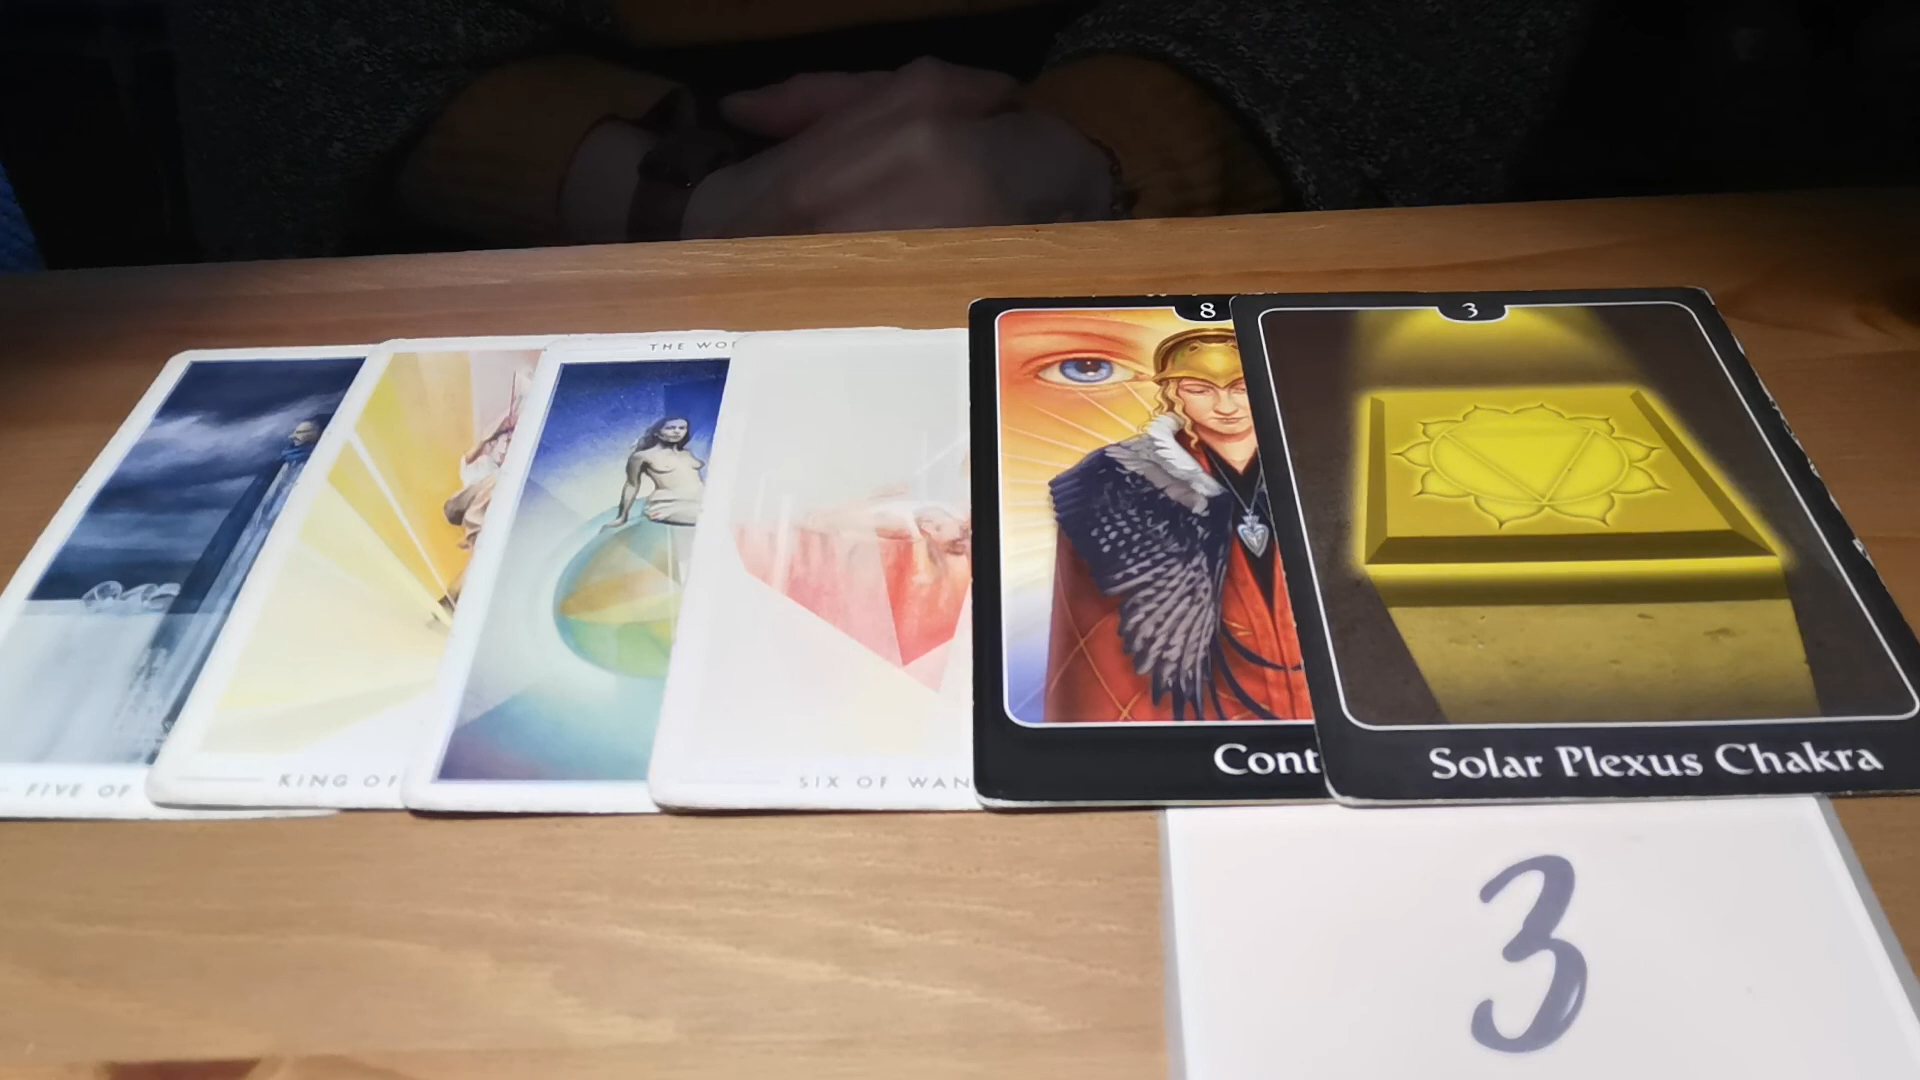 FIVE OF
KING OF
THE WO
SIX OF WAN
8
Cont
3
Solar Plexus Chakra
3